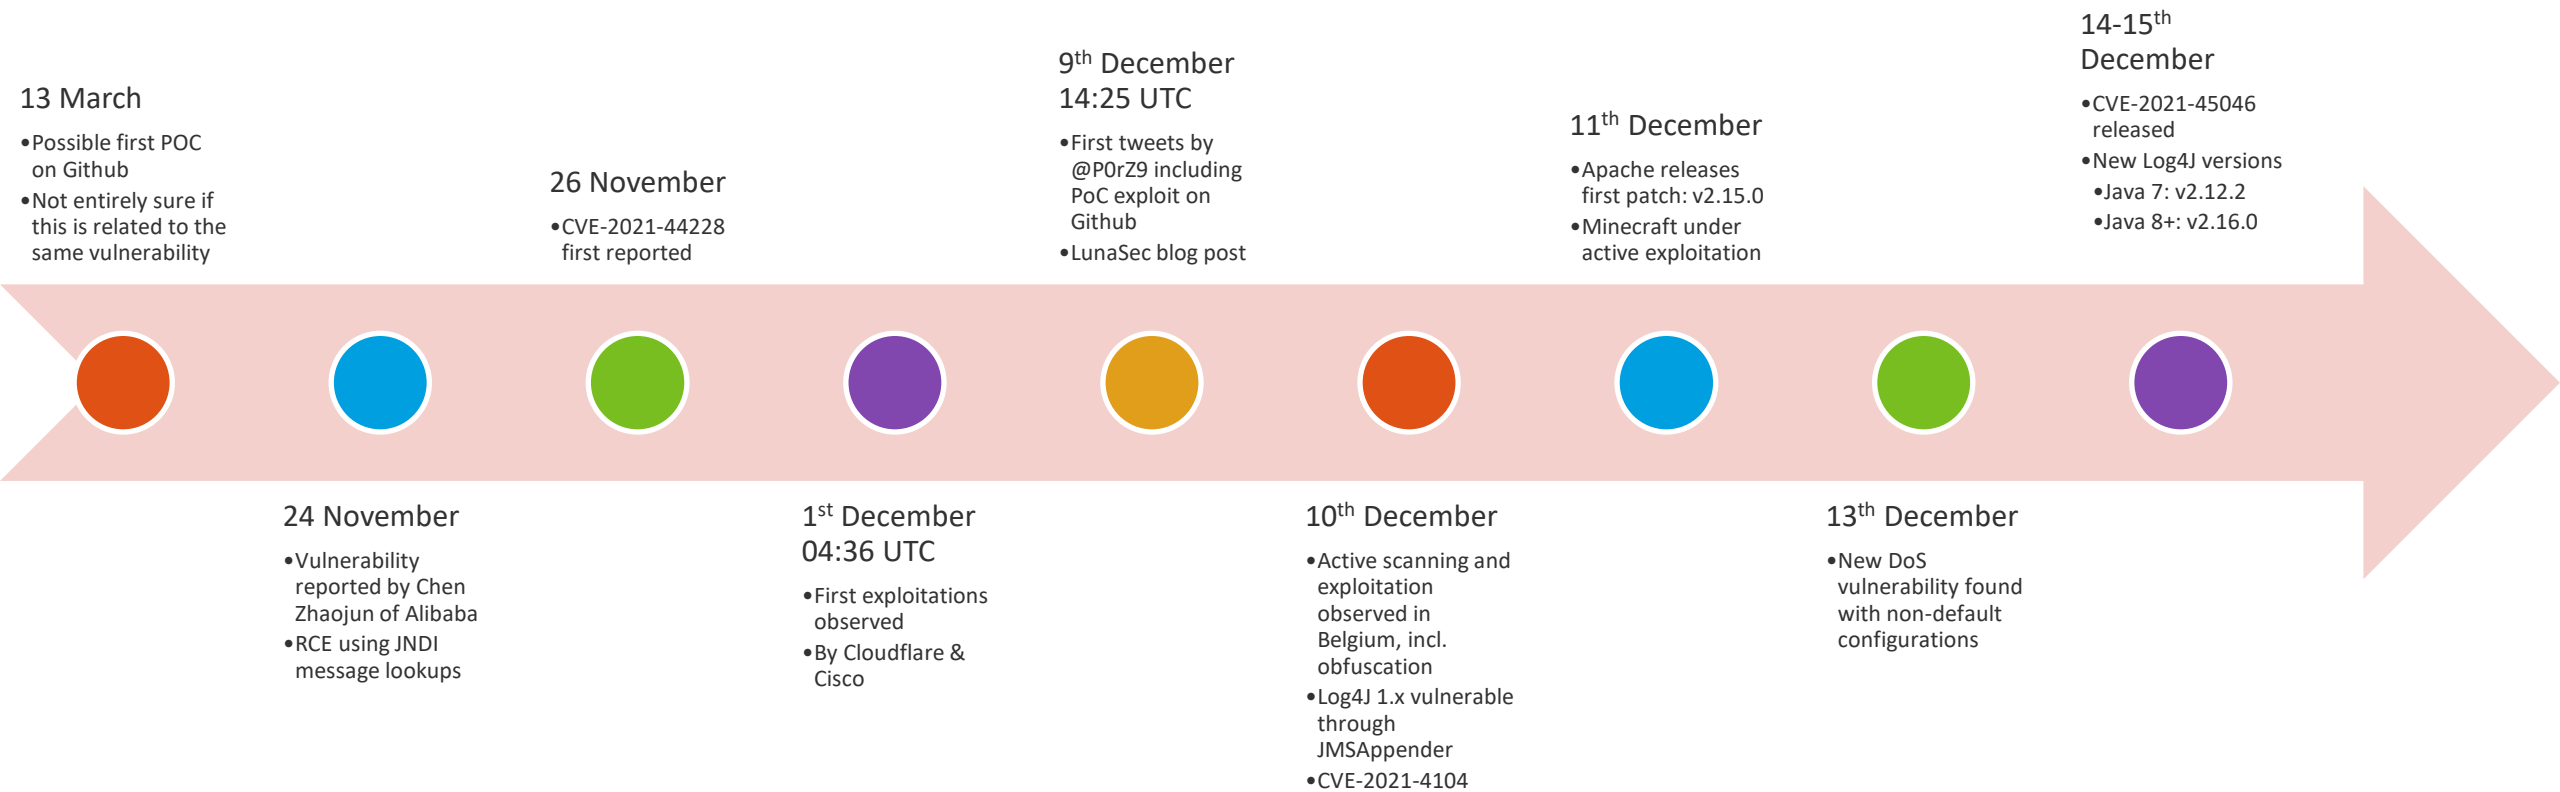 13 March
•Possible first POC
on Github
•Not entirely sure if
this is related to the
same vulnerability
24 November
•Vulnerability
reported by Chen
Zhaojun of Alibaba
•RCE using JNDI
message lookups
26 November
•CVE-2021-44228
first reported
1st December
04:36 UTC
•First exploitations
observed
•By Cloudflare &
Cisco
9th December
14:25 UTC
•First tweets by
@P0rZ9 including
PoC exploit on
Github
•LunaSec blog post
10th December
•Active scanning and
exploitation
observed in
Belgium, incl.
obfuscation
•Log4J 1.x vulnerable
through
JMSAppender
•CVE-2021-4104
11th December
•Apache releases
first patch: v2.15.0
•Minecraft under
active exploitation
13th December
•New DoS
vulnerability found
with non-default
configurations
14-15th
December
•CVE-2021-45046
released
•New Log4J versions
•Java 7: v2.12.2
•Java 8+: v2.16.0